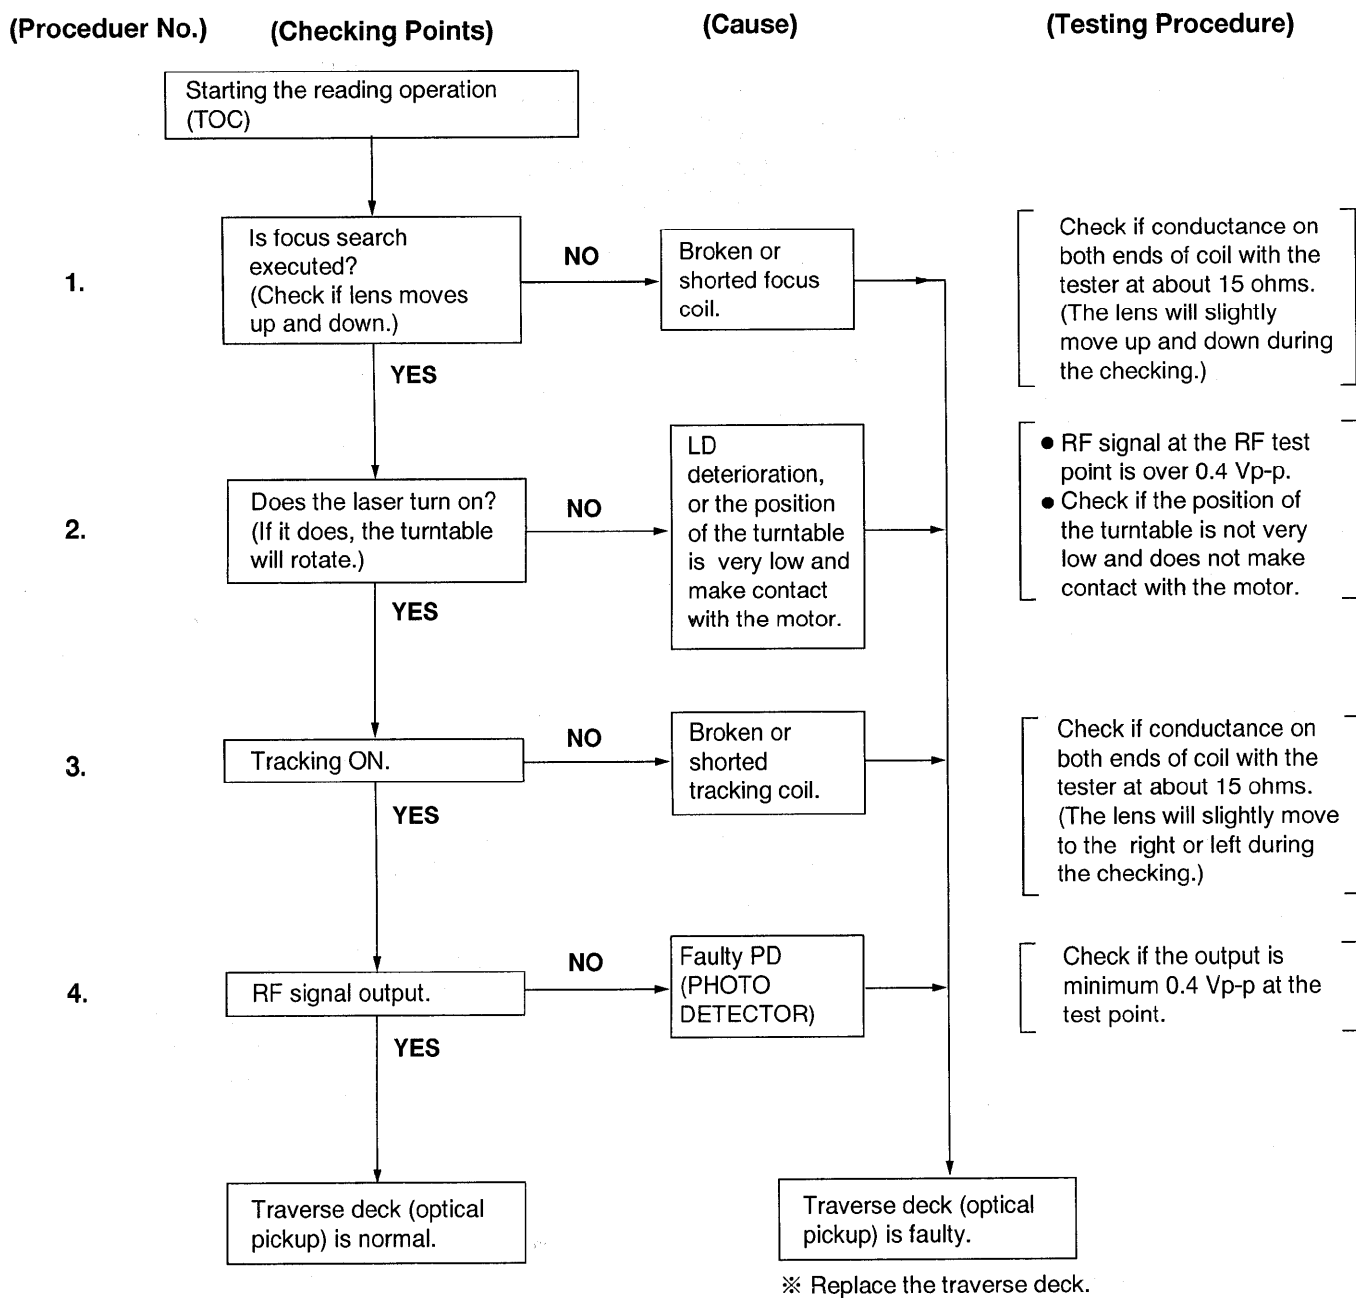 (Proceduer No.) (Checking Points) (Cause) (Testing Procedure)
Starting the reading operation
(TOC)
1.
Is focus search
executed?
(Check if lens moves
up and down.)
NO
Broken or
shorted focus
coil.
Check if conductance on
both ends of coil with the
tester at about 15 ohms.
(The lens will slightly
move up and down during
the checking.)
YES
2.
Does the laser turn on?
(If it does, the turntable
will rotate.)
NO
LD
deterioration,
or the position
of the turntable
is very low and
make contact
with the motor.
● RF signal at the RF test
point is over 0.4 Vp-p.
● Check if the position of
the turntable is not very
low and does not make
contact with the motor.
YES
3.
Tracking ON.
NO
Broken or
shorted
tracking coil.
Check if conductance on
both ends of coil with the
tester at about 15 ohms.
(The lens will slightly move
to the right or left during
the checking.)
YES
4.
RF signal output.
NO
Faulty PD
(PHOTO
DETECTOR)
Check if the output is
minimum 0.4 Vp-p at the
test point.
YES
Traverse deck (optical
pickup) is normal.
Traverse deck (optical
pickup) is faulty.
※ Replace the traverse deck.